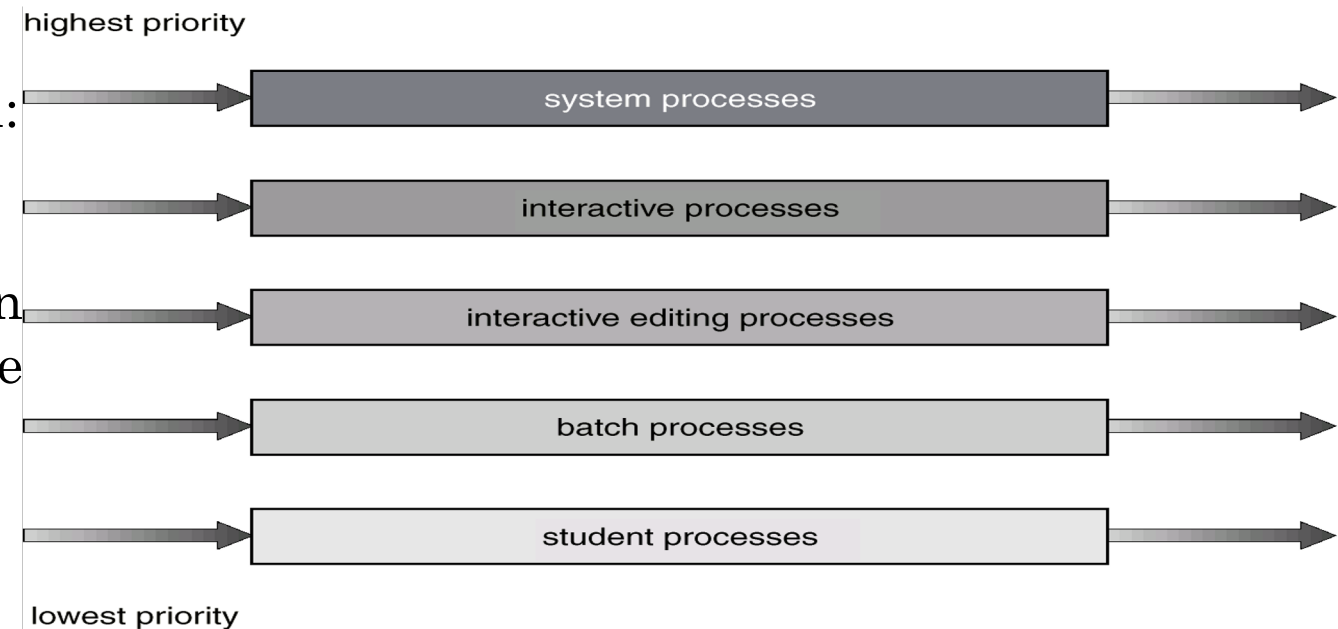 highest priority
system processes
interactive processes
interactive editing processes
batch processes
student processes
lowest priority